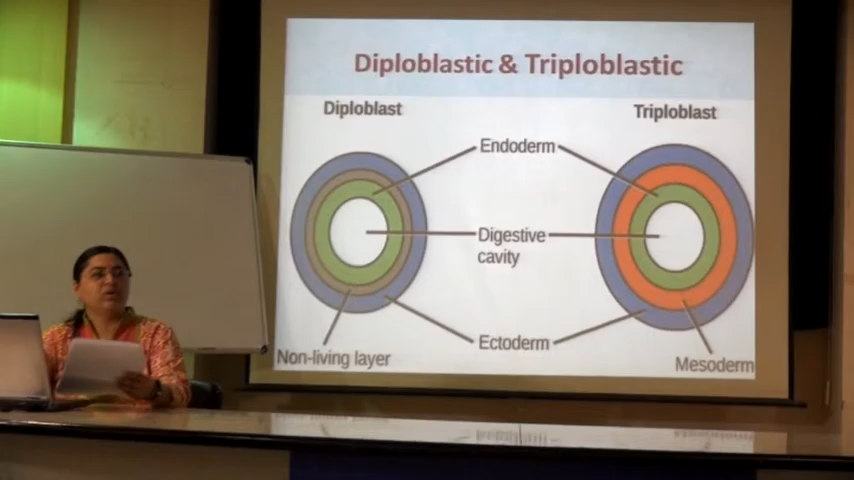 Diploblastic & Triploblastic
Diploblast
Triploblast
Endoderm
Digestive
cavity
Ectoderm
Non-living layer
Mesoderm